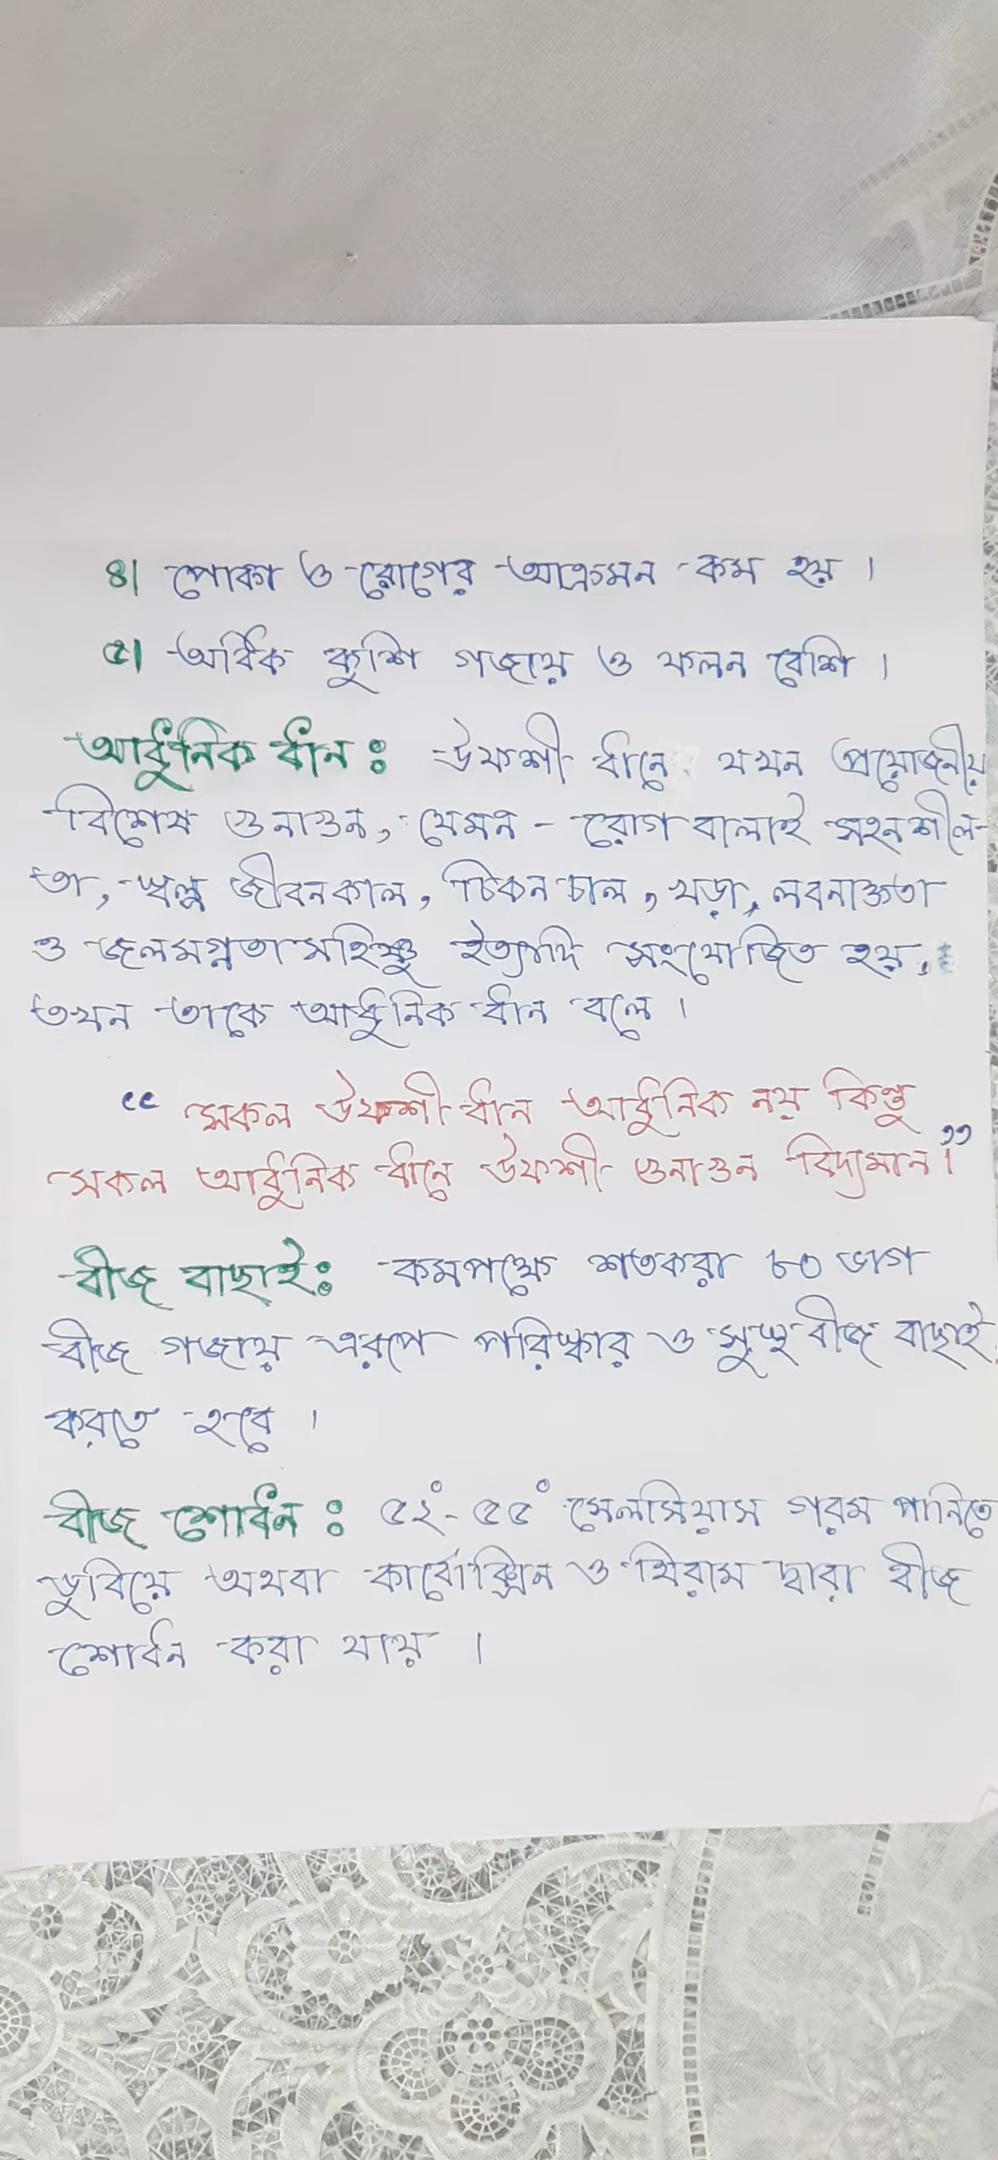 ৪। পোকা ও রোগের আক্রমন কম হয় ।
৫। অধিক কুশি গজায় ও ফলন বেশি ।
আধুনিক ধান : উফশী ধানে যখন প্রয়োজনীয়
বিশেষ গুনাগুন, যেমন - রোগ বালাই সহনশীল-
তা, স্বল্প জীবনকাল, চিকন চাল, খড়া, লবনাক্ততা
ও জলমগ্নতা সহিষ্ণু ইত্যাদি সংযোজিত হয়,
তখন তাকে আধুনিক ধান বলে ।
“ সকল উফশী ধান আধুনিক নয় কিন্তু
সকল আধুনিক ধানে উফশী গুনাগুন বিদ্যমান।”
বীজ বাছাই: কমপক্ষে শতকরা ৮০ ভাগ
বীজ গজায় এরূপে পরিস্কার ও সুস্থ বীজ বাছাই
করতে হবে ।
বীজ শোধন : ৫২°- ৫৫° সেলসিয়াস গরম পানিতে
ডুবিয়ে অথবা কার্বোক্সিন ও থিরাম দ্বারা বীজ
শোধন করা যায় ।